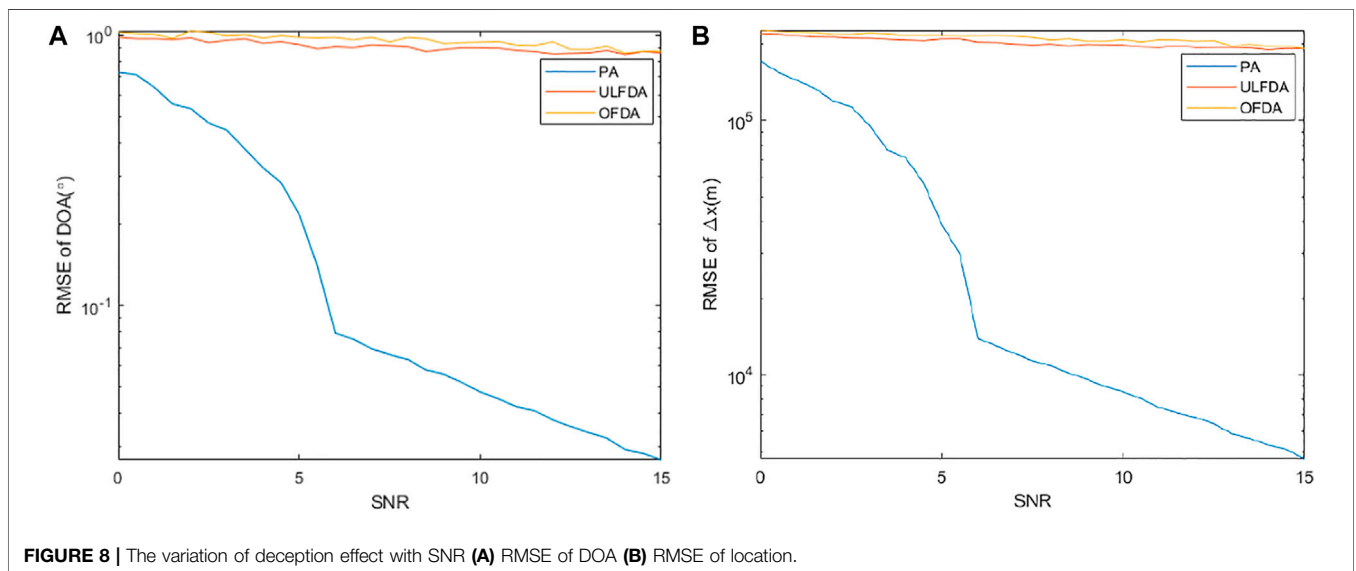 A
10⁰
10⁻¹
RMSE of DOA(°)
PA
ULFDA
OFDA
0
5
10
15
SNR
B
10⁵
10⁴
RMSE of Δx(m)
PA
ULFDA
OFDA
0
5
10
15
SNR
FIGURE 8 | The variation of deception effect with SNR (A) RMSE of DOA (B) RMSE of location.